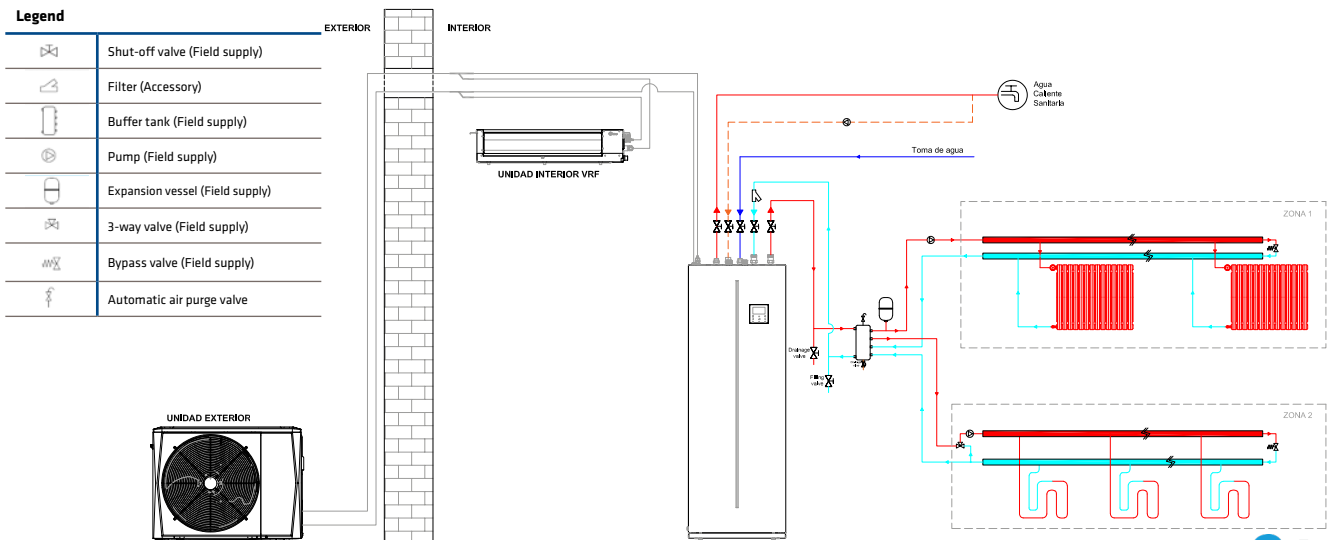 Legend
Shut-off valve (Field supply)
Filter (Accessory)
Buffer tank (Field supply)
Pump (Field supply)
Expansion vessel (Field supply)
3-way valve (Field supply)
Bypass valve (Field supply)
Automatic air purge valve
EXTERIOR
INTERIOR
UNIDAD INTERIOR VRF
Agua
Caliente
Sanitaria
Toma de agua
ZONA 1
Drainage
valve
Filling
valve
UNIDAD EXTERIOR
ZONA 2